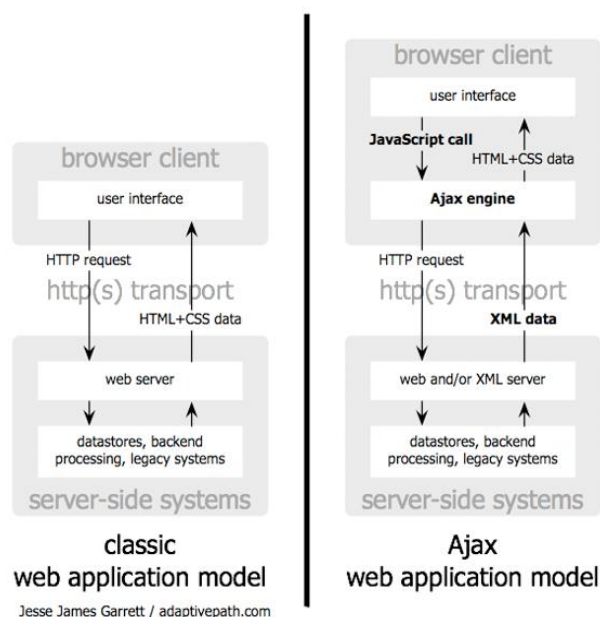 browser client
user interface
HTTP request
http(s) transport
HTML+CSS data
web server
datastores, backend
processing, legacy systems
server-side systems
classic
web application model
Jesse James Garrett / adaptivepath.com
browser client
user interface
JavaScript call
HTML+CSS data
Ajax engine
HTTP request
http(s) transport
XML data
web and/or XML server
datastores, backend
processing, legacy systems
server-side systems
Ajax
web application model